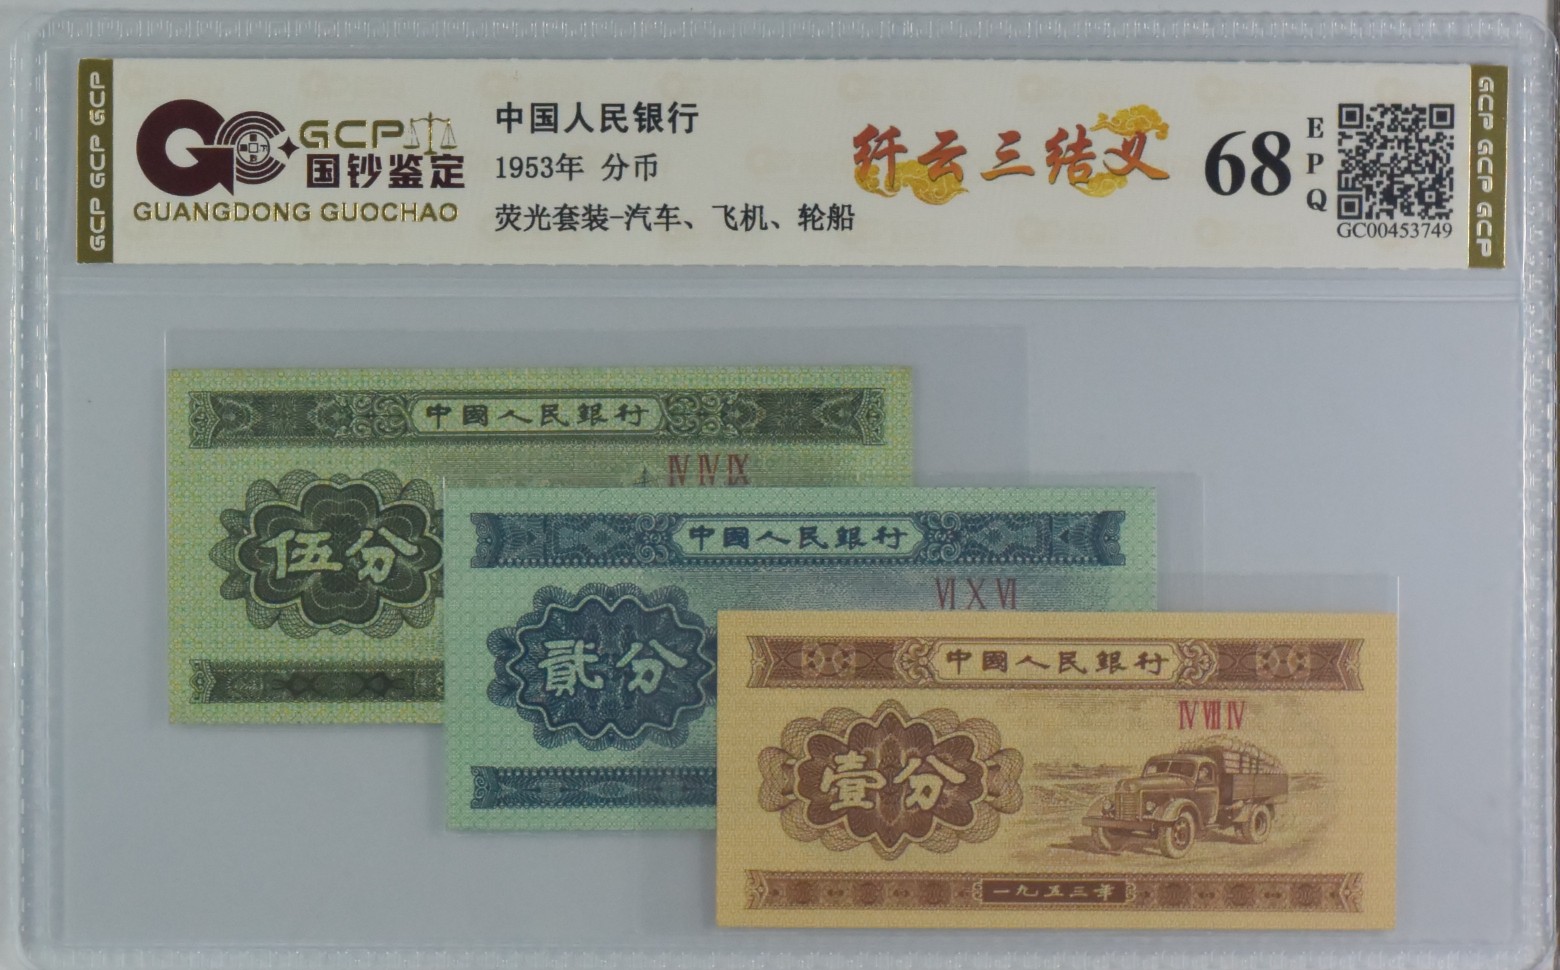 GCP GCP GCP
GCP
国钞鉴定
GUANGDONG GUOCHAO
中国人民银行
1953年 分币
荧光套装-汽车、飞机、轮船
纤云三结义
68
EPQ
GC00453749
GCP GCP GCP
中國人民銀行
IV IV IX
伍分
中國人民銀行
VI X VI
貳分
中國人民銀行
IV VII IV
壹分
一九五三年